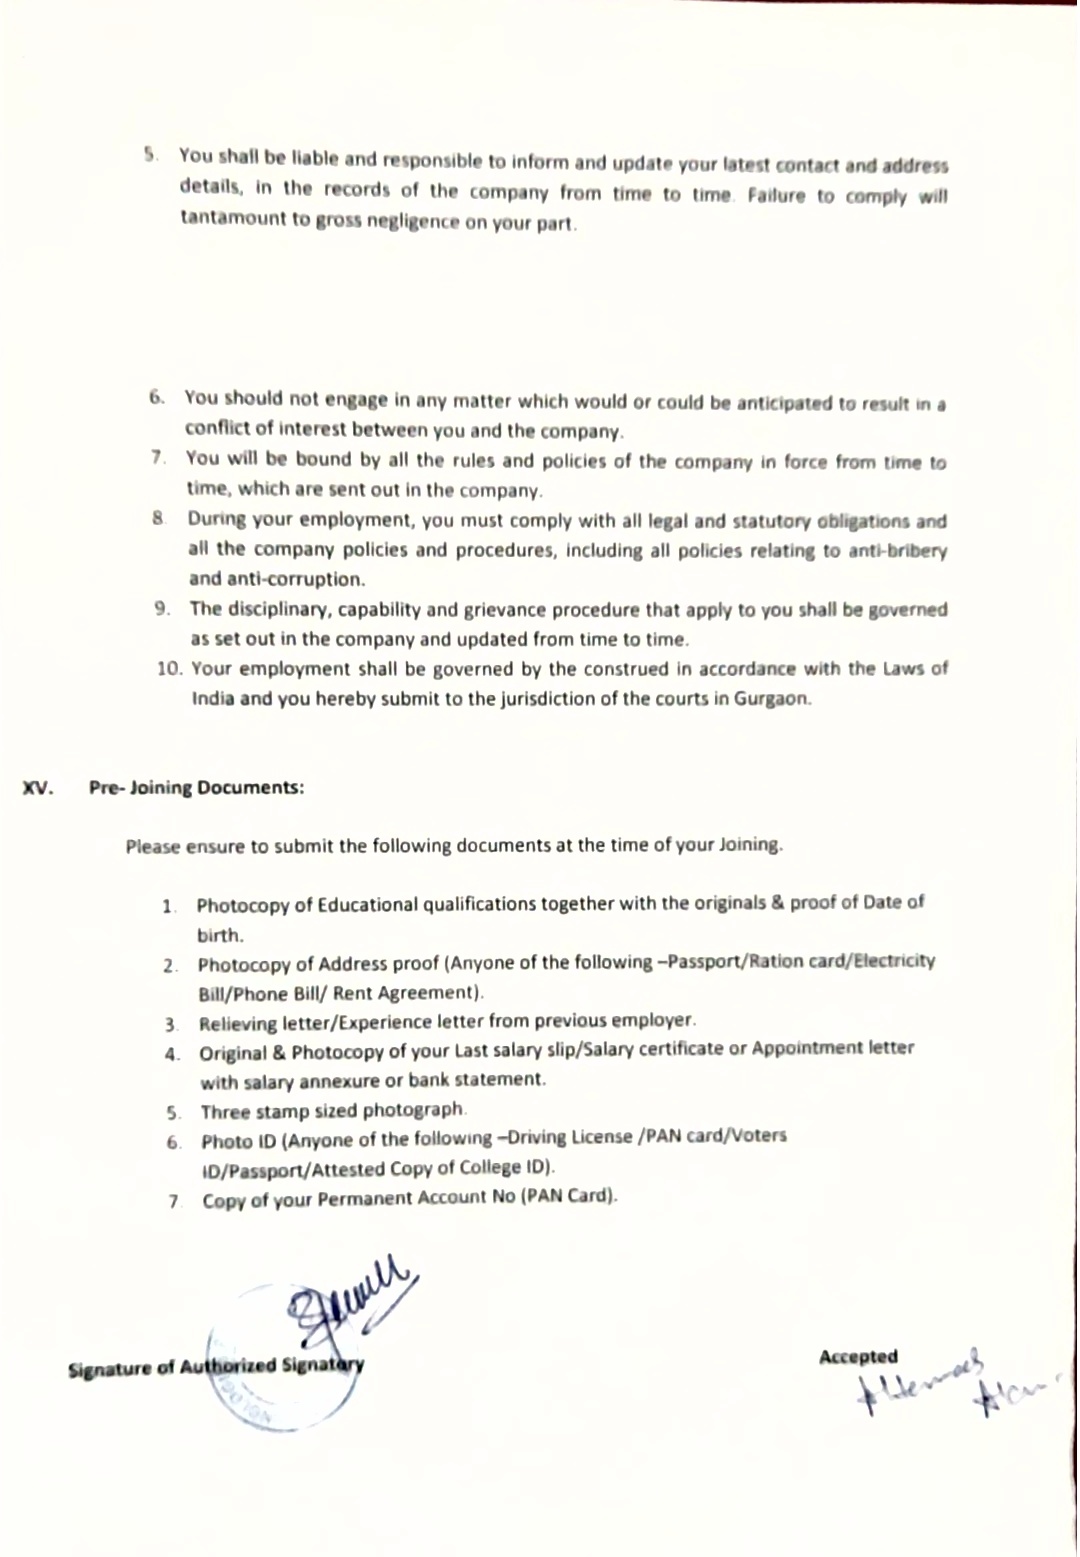 5. You shall be liable and responsible to inform and update your latest contact and address
details, in the records of the company from time to time. Failure to comply will
tantamount to gross negligence on your part.
6. You should not engage in any matter which would or could be anticipated to result in a
conflict of interest between you and the company.
7. You will be bound by all the rules and policies of the company in force from time to
time, which are sent out in the company.
8. During your employment, you must comply with all legal and statutory obligations and
all the company policies and procedures, including all policies relating to anti-bribery
and anti-corruption.
9. The disciplinary, capability and grievance procedure that apply to you shall be governed
as set out in the company and updated from time to time.
10. Your employment shall be governed by the construed in accordance with the Laws of
India and you hereby submit to the jurisdiction of the courts in Gurgaon.
XV. Pre- Joining Documents:
Please ensure to submit the following documents at the time of your Joining.
1. Photocopy of Educational qualifications together with the originals & proof of Date of
birth.
2. Photocopy of Address proof (Anyone of the following –Passport/Ration card/Electricity
Bill/Phone Bill/ Rent Agreement).
3. Relieving letter/Experience letter from previous employer.
4. Original & Photocopy of your Last salary slip/Salary certificate or Appointment letter
with salary annexure or bank statement.
5. Three stamp sized photograph.
6. Photo ID (Anyone of the following –Driving License /PAN card/Voters
ID/Passport/Attested Copy of College ID).
7. Copy of your Permanent Account No (PAN Card).
Signature of Authorized Signatary
Accepted